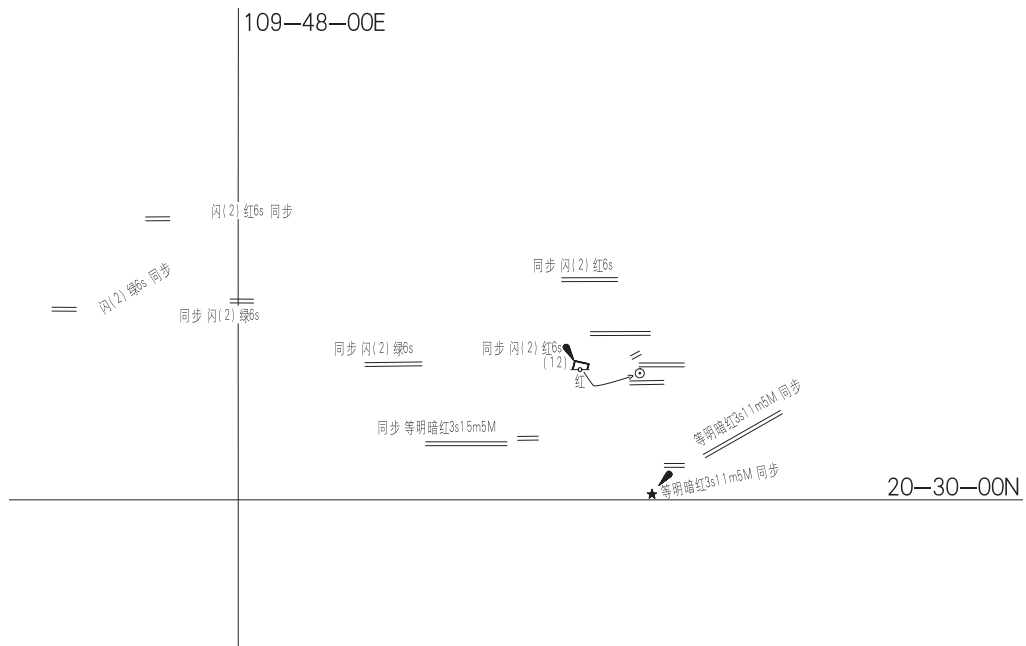 109—48—00E
闪(2) 红6s 同步
同步 闪(2) 红6s
闪(2) 绿6s 同步
同步 闪(2) 绿6s
同步 闪(2) 绿6s
同步 闪(2) 红6s
(12)
红
等明暗红3s11m5M 同步
同步 等明暗红3s15m5M
等明暗红3s11m5M 同步
20—30—00N